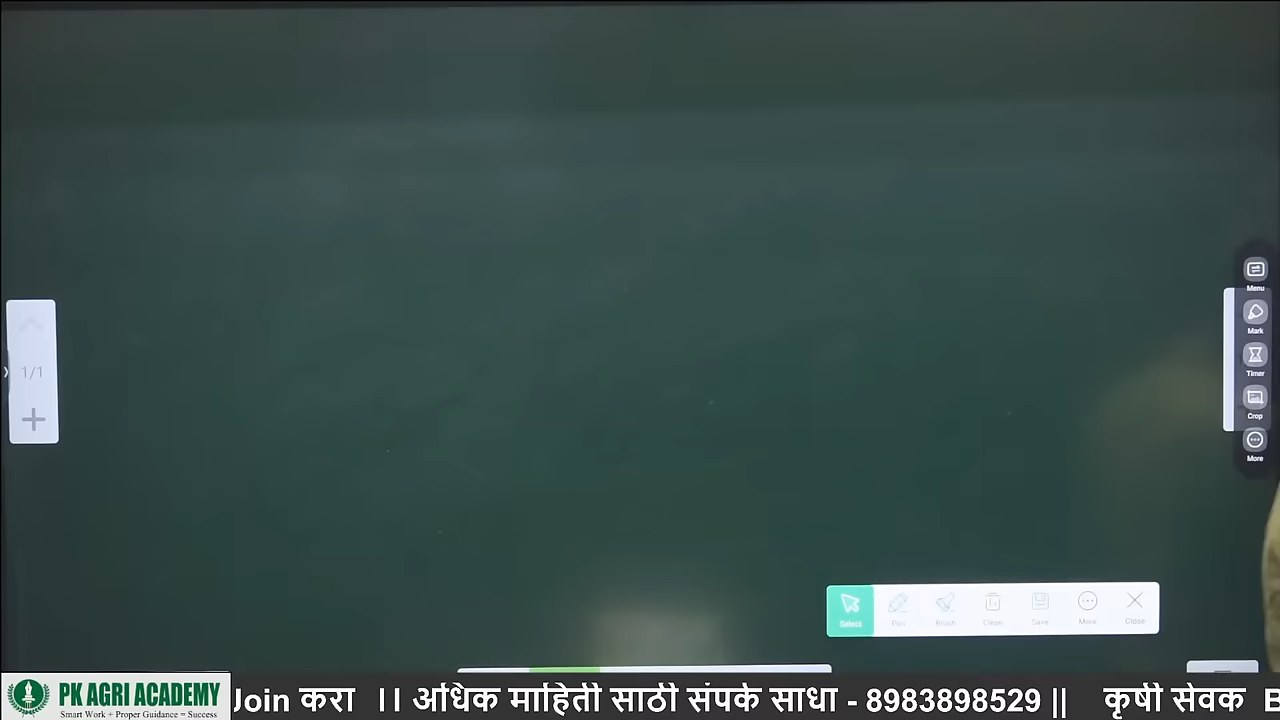 Menu
Mark
Timer
Crop
More
1/1
Select
Pen
Brush
Clean
Save
More
Close
PK AGRI ACADEMY
Smart Work + Proper Guidance = Success
Join करा ।। अधिक माहिती साठी संपर्क साधा - 8983898529 || कृषी सेवक